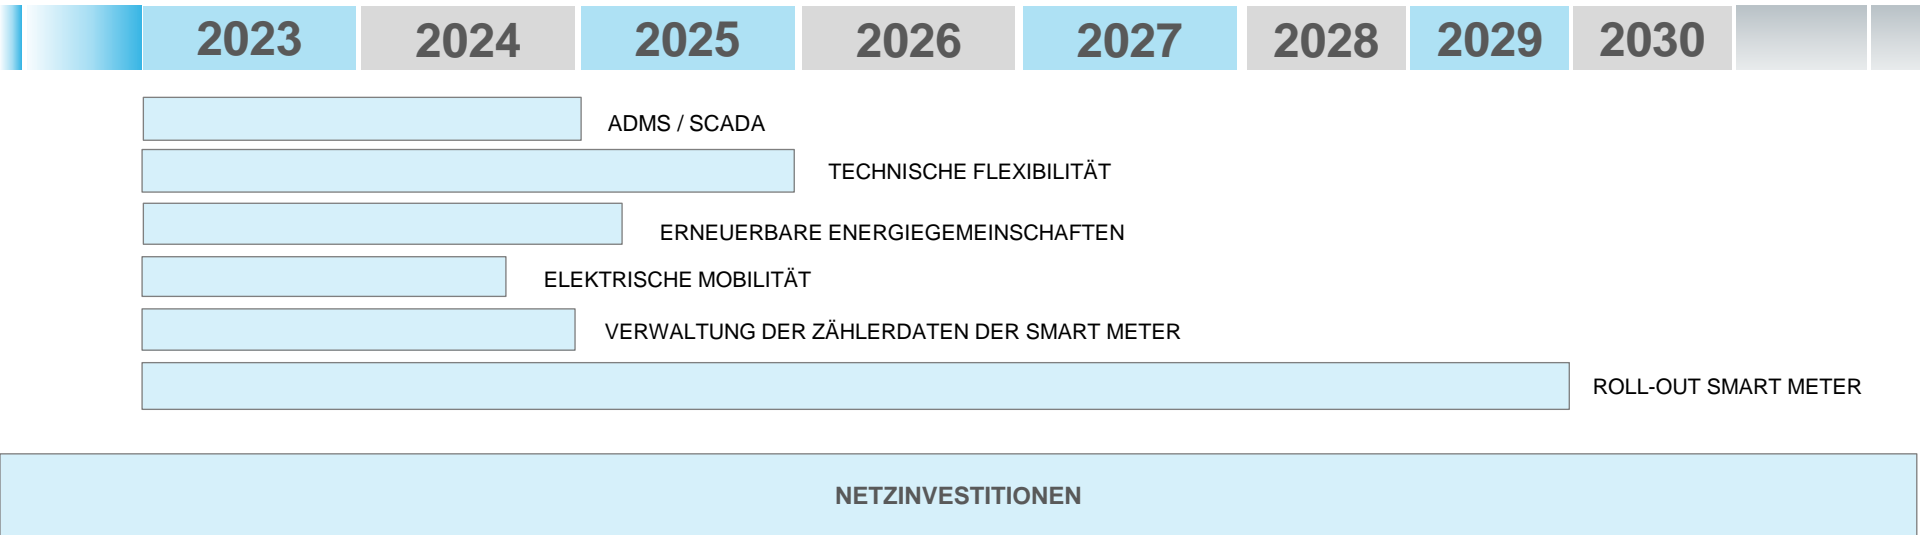 2023 2024 2025 2026 2027 2028 2029 2030
ADMS / SCADA
TECHNISCHE FLEXIBILITÄT
ERNEUERBARE ENERGIEGEMEINSCHAFTEN
ELEKTRISCHE MOBILITÄT
VERWALTUNG DER ZÄHLERDATEN DER SMART METER
ROLL-OUT SMART METER
NETZINVESTITIONEN